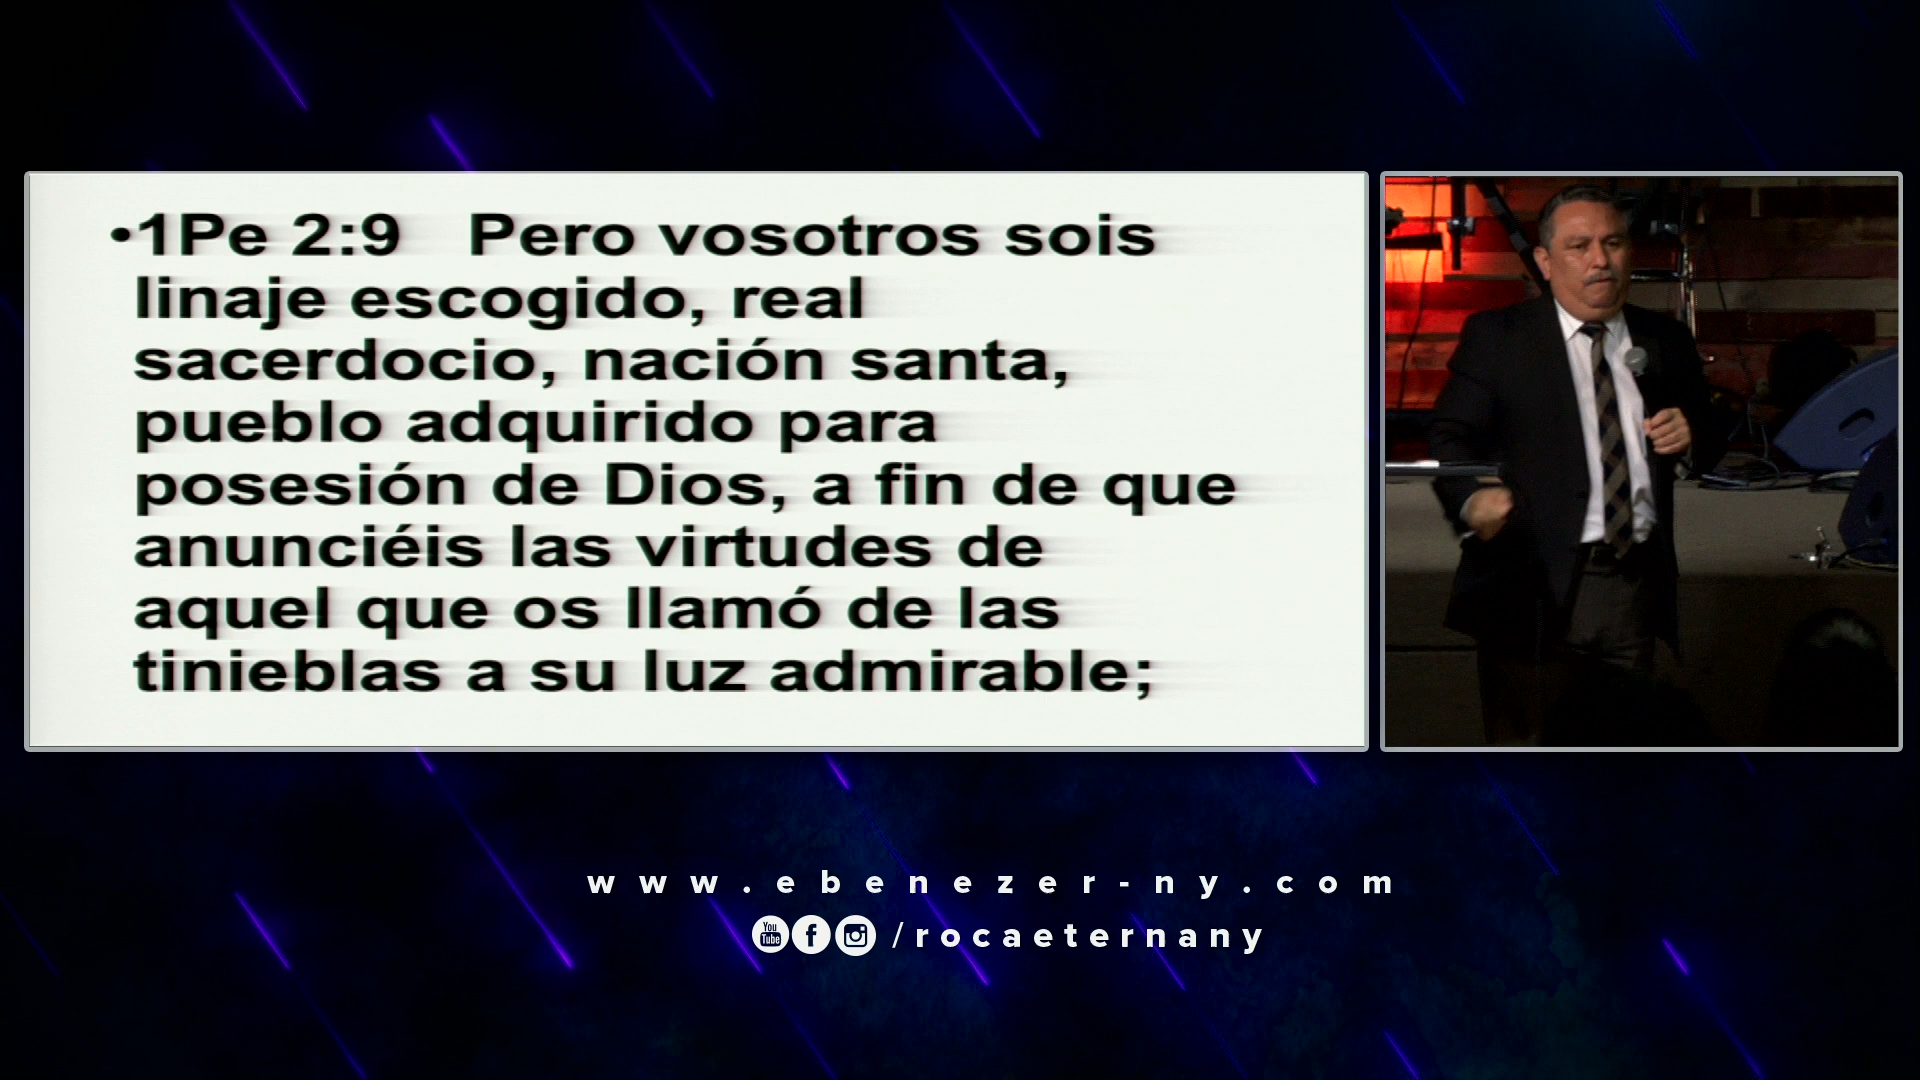 •1Pe 2:9 Pero vosotros sois
linaje escogido, real
sacerdocio, nación santa,
pueblo adquirido para
posesión de Dios, a fin de que
anunciéis las virtudes de
aquel que os llamó de las
tinieblas a su luz admirable;
www.ebenezer-ny.com
You Tube f /rocaeternany